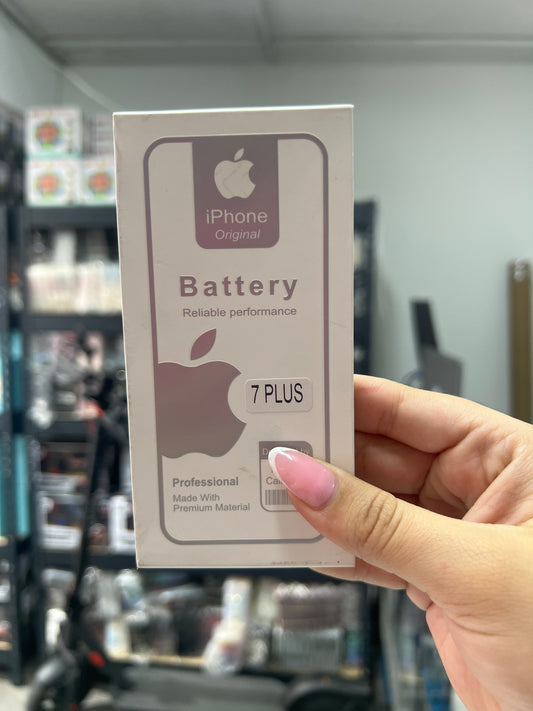 iPhone
Original
Battery
Reliable performance
7 PLUS
Professional
Made With
Premium Material